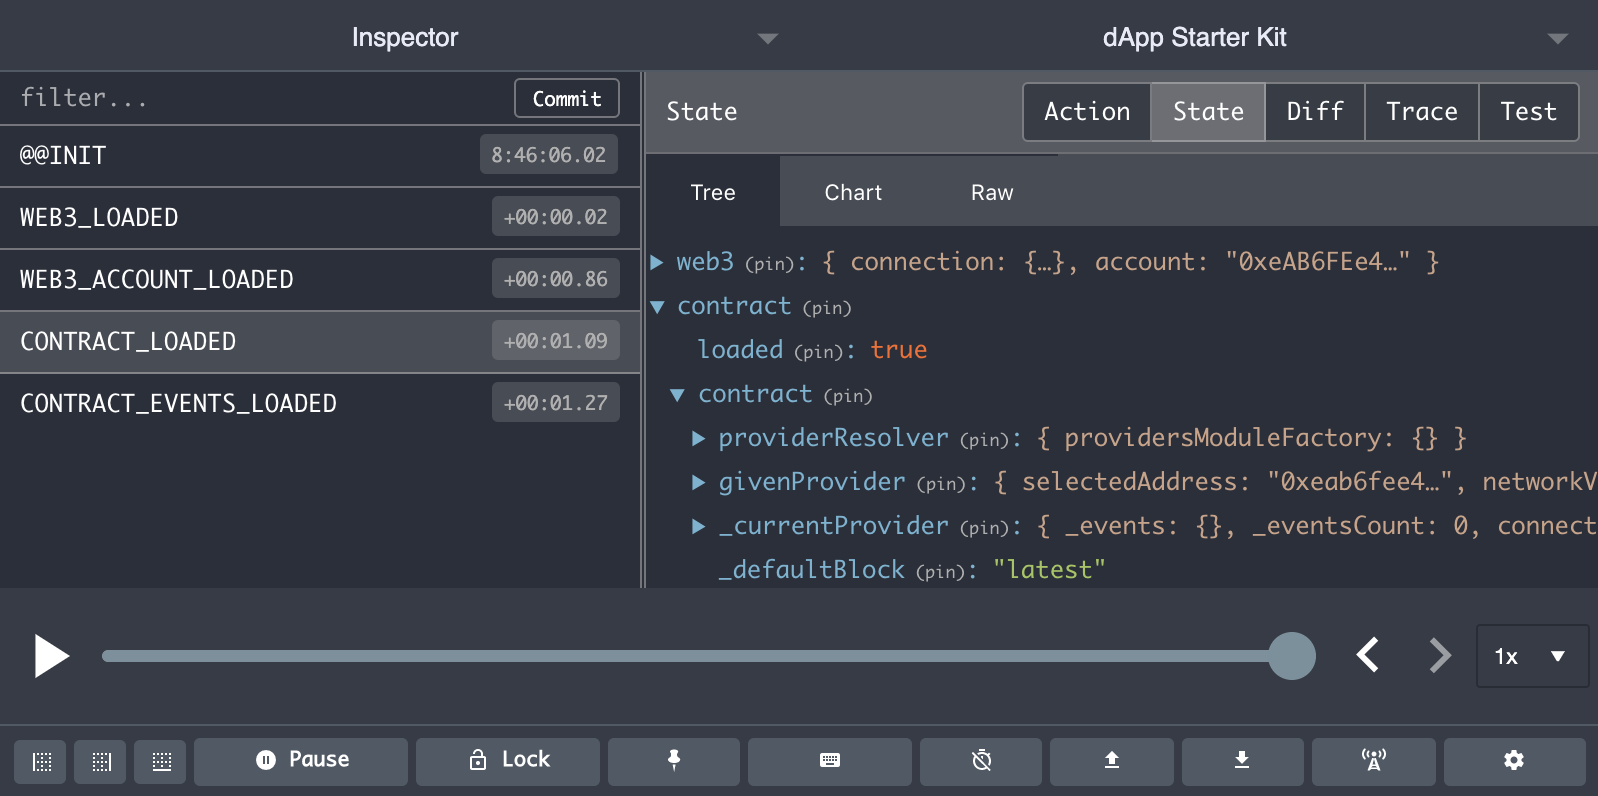 Inspector
dApp Starter Kit
filter...
Commit
@@INIT
8:46:06.02
WEB3_LOADED
+00:00.02
WEB3_ACCOUNT_LOADED
+00:00.86
CONTRACT_LOADED
+00:01.09
CONTRACT_EVENTS_LOADED
+00:01.27
State
Action
State
Diff
Trace
Test
Tree
Chart
Raw
web3 (pin): { connection: {…}, account: "0xeAB6FEe4…" }
contract (pin)
loaded (pin): true
contract (pin)
providerResolver (pin): { providersModuleFactory: {} }
givenProvider (pin): { selectedAddress: "0xeab6fee4…", networkV
_currentProvider (pin): { _events: {}, _eventsCount: 0, connect
_defaultBlock (pin): "latest"
1x
Pause
Lock